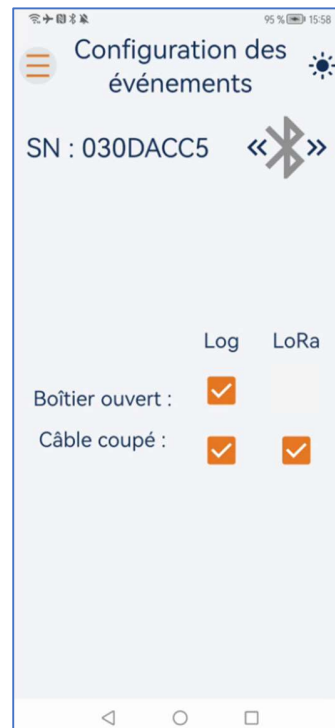 95 % 15:58
Configuration des
événements
SN : 030DACC5
Log LoRa
Boîtier ouvert :
Câble coupé :